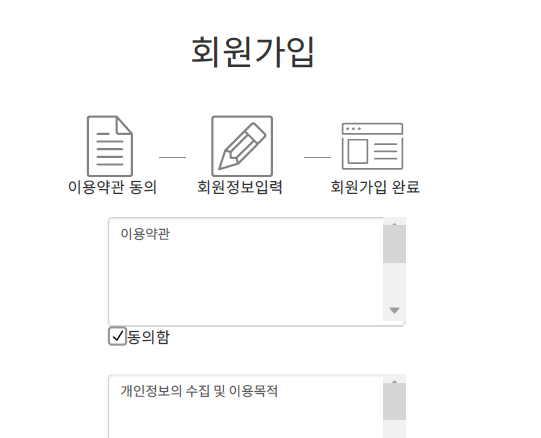 회원가입
이용약관 동의 회원정보입력 회원가입 완료
이용약관
동의함
개인정보의 수집 및 이용목적